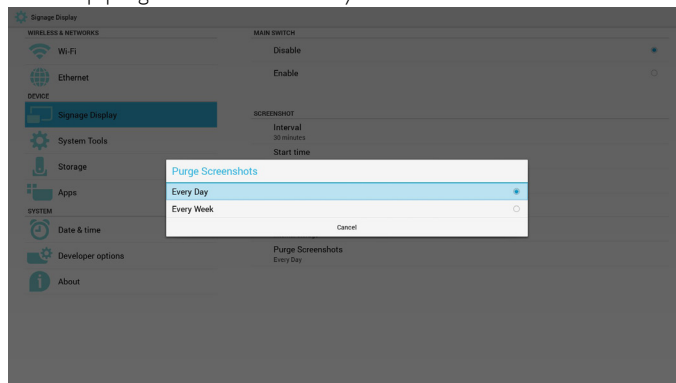 Signage Display
WIRELESS & NETWORKS
Wi-Fi
Ethernet
DEVICE
Signage Display
System Tools
Storage
Apps
SYSTEM
Date & time
Developer options
About
MAIN SWITCH
Disable
Enable
SCREENSHOT
Interval
30 minutes
Start time
Purge Screenshots
Every Day
Every Week
Cancel
Purge Screenshots
Every Day